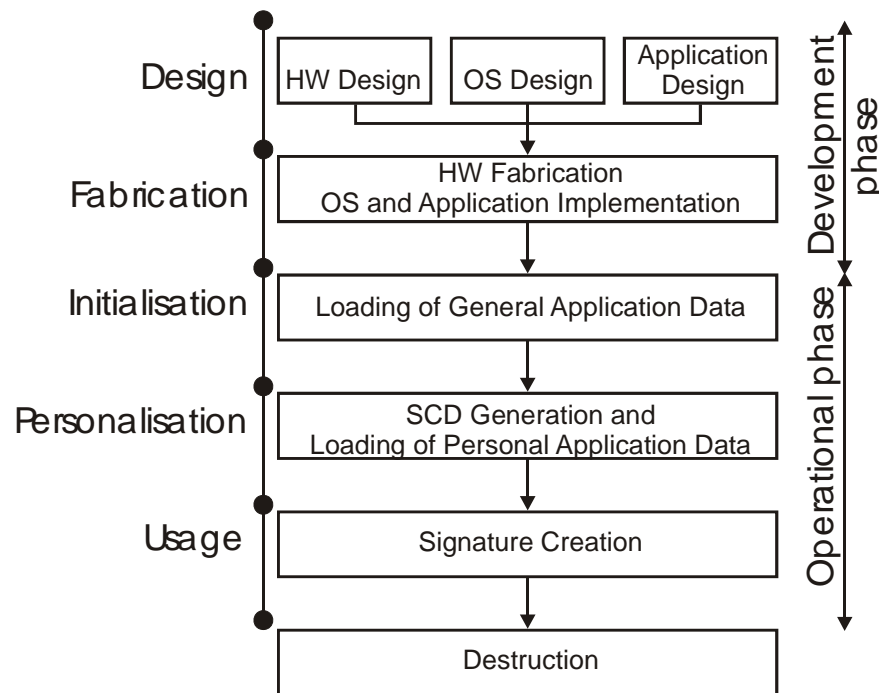 Design
HW Design
OS Design
Application
Design
Development
phase
Fabrication
HW Fabrication
OS and Application Implementation
Initialisation
Loading of General Application Data
Operational phase
Personalisation
SCD Generation and
Loading of Personal Application Data
Usage
Signature Creation
Destruction